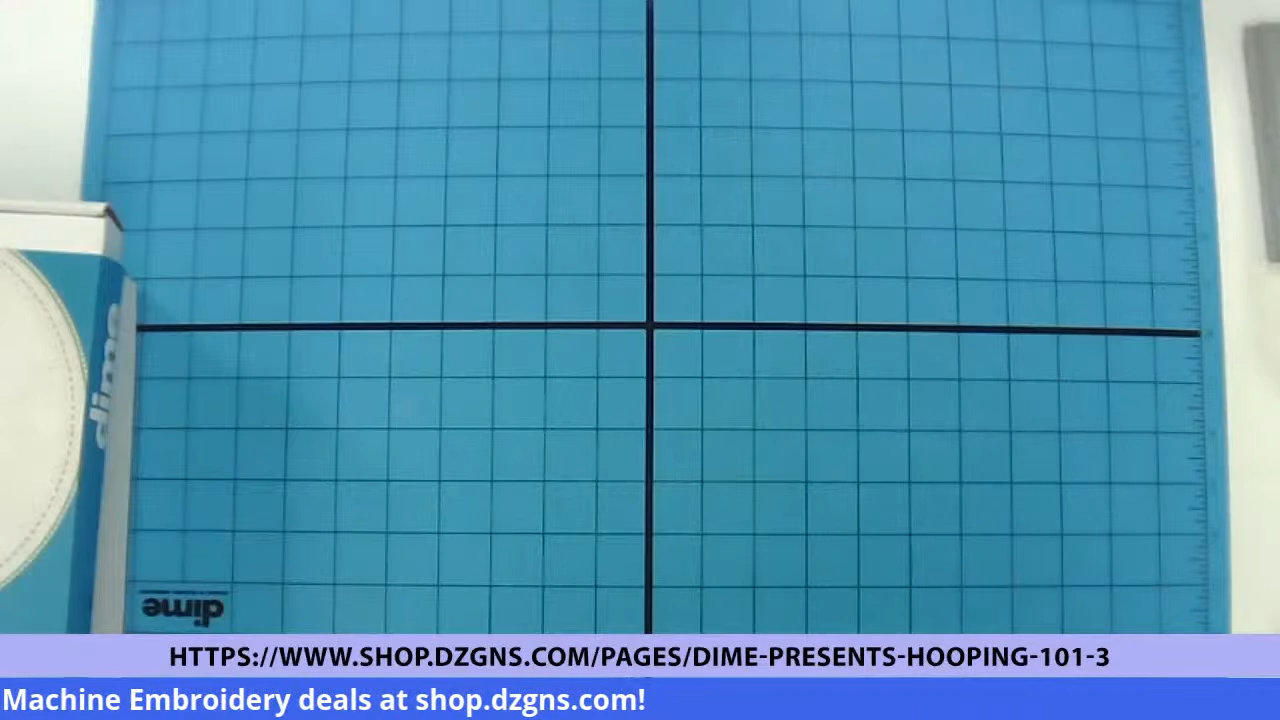 dime
dime
HTTPS://WWW.SHOP.DZGNS.COM/PAGES/DIME-PRESENTS-HOOPING-101-3
Machine Embroidery deals at shop.dzgns.com!